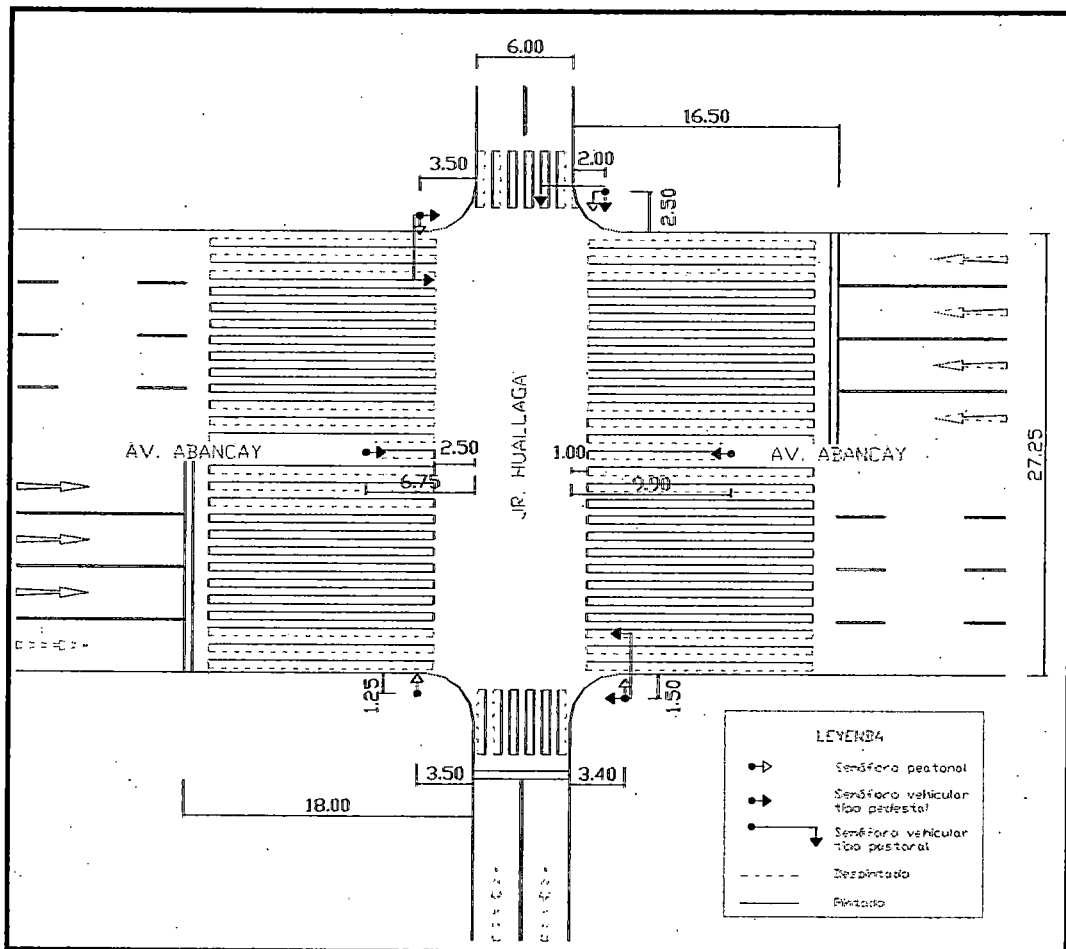 6.00
16.50
3.50
2.00
2.50
JR. HUALLAGA
AV. ABANCAY
2.50
1.00
AV. ABANCAY
6.75
9.90
27.25
1.25
1.50
3.50
3.40
18.00
LEYENDA
Semáforo peatonal
Semáforo vehicular
tipo pedestal
Semáforo vehicular
tipo pastoral
Despintado
Pintado